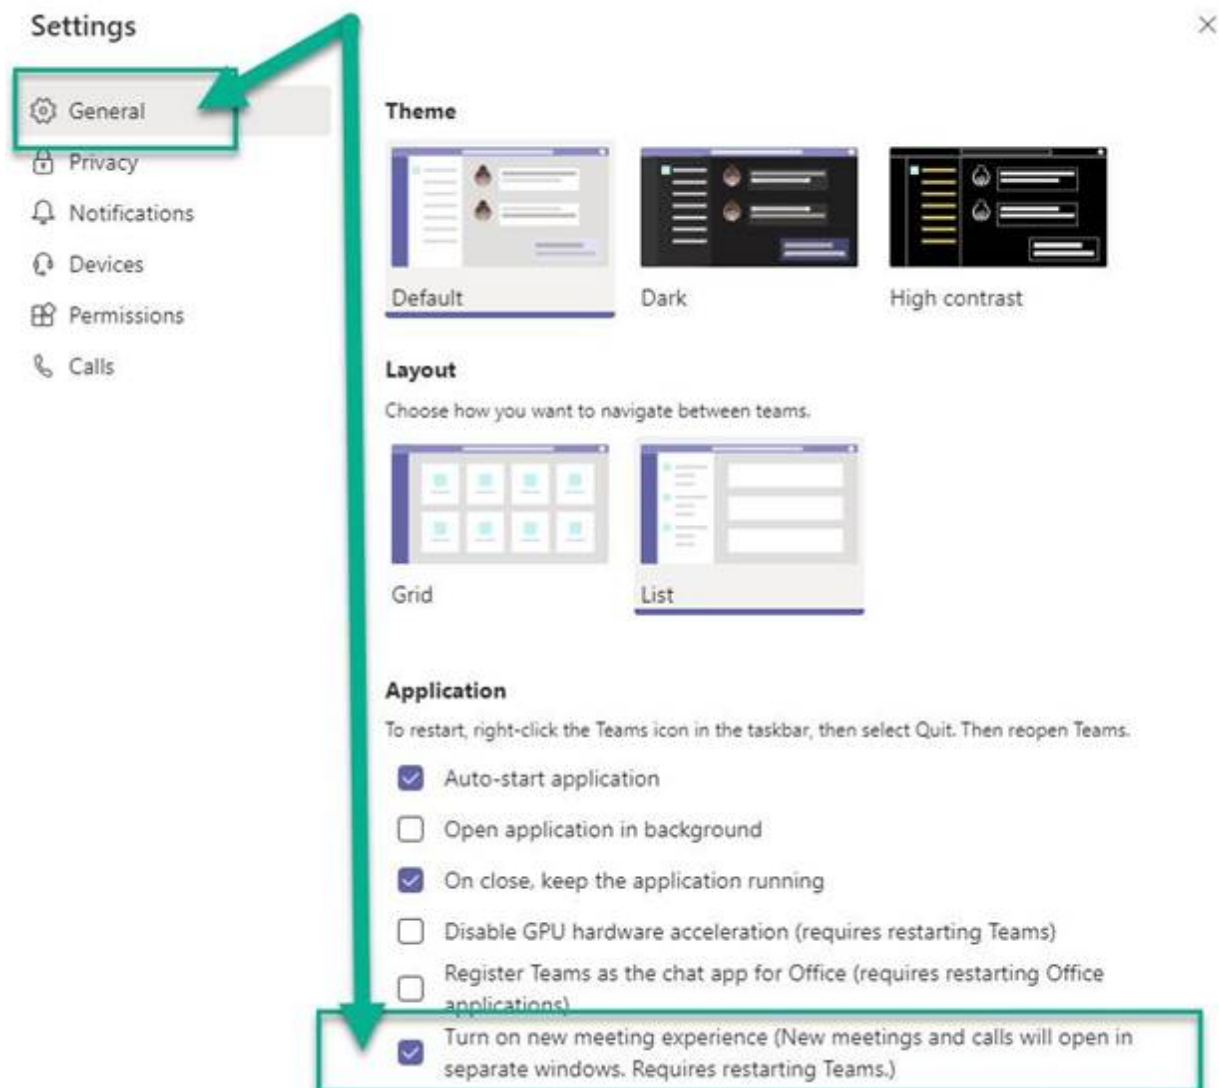 Settings
General
Privacy
Notifications
Devices
Permissions
Calls
Theme
Default
Dark
High contrast
Layout
Choose how you want to navigate between teams.
Grid
List
Application
To restart, right-click the Teams icon in the taskbar, then select Quit. Then reopen Teams.
Auto-start application
Open application in background
On close, keep the application running
Disable GPU hardware acceleration (requires restarting Teams)
Register Teams as the chat app for Office (requires restarting Office
applications)
Turn on new meeting experience (New meetings and calls will open in
separate windows. Requires restarting Teams.)